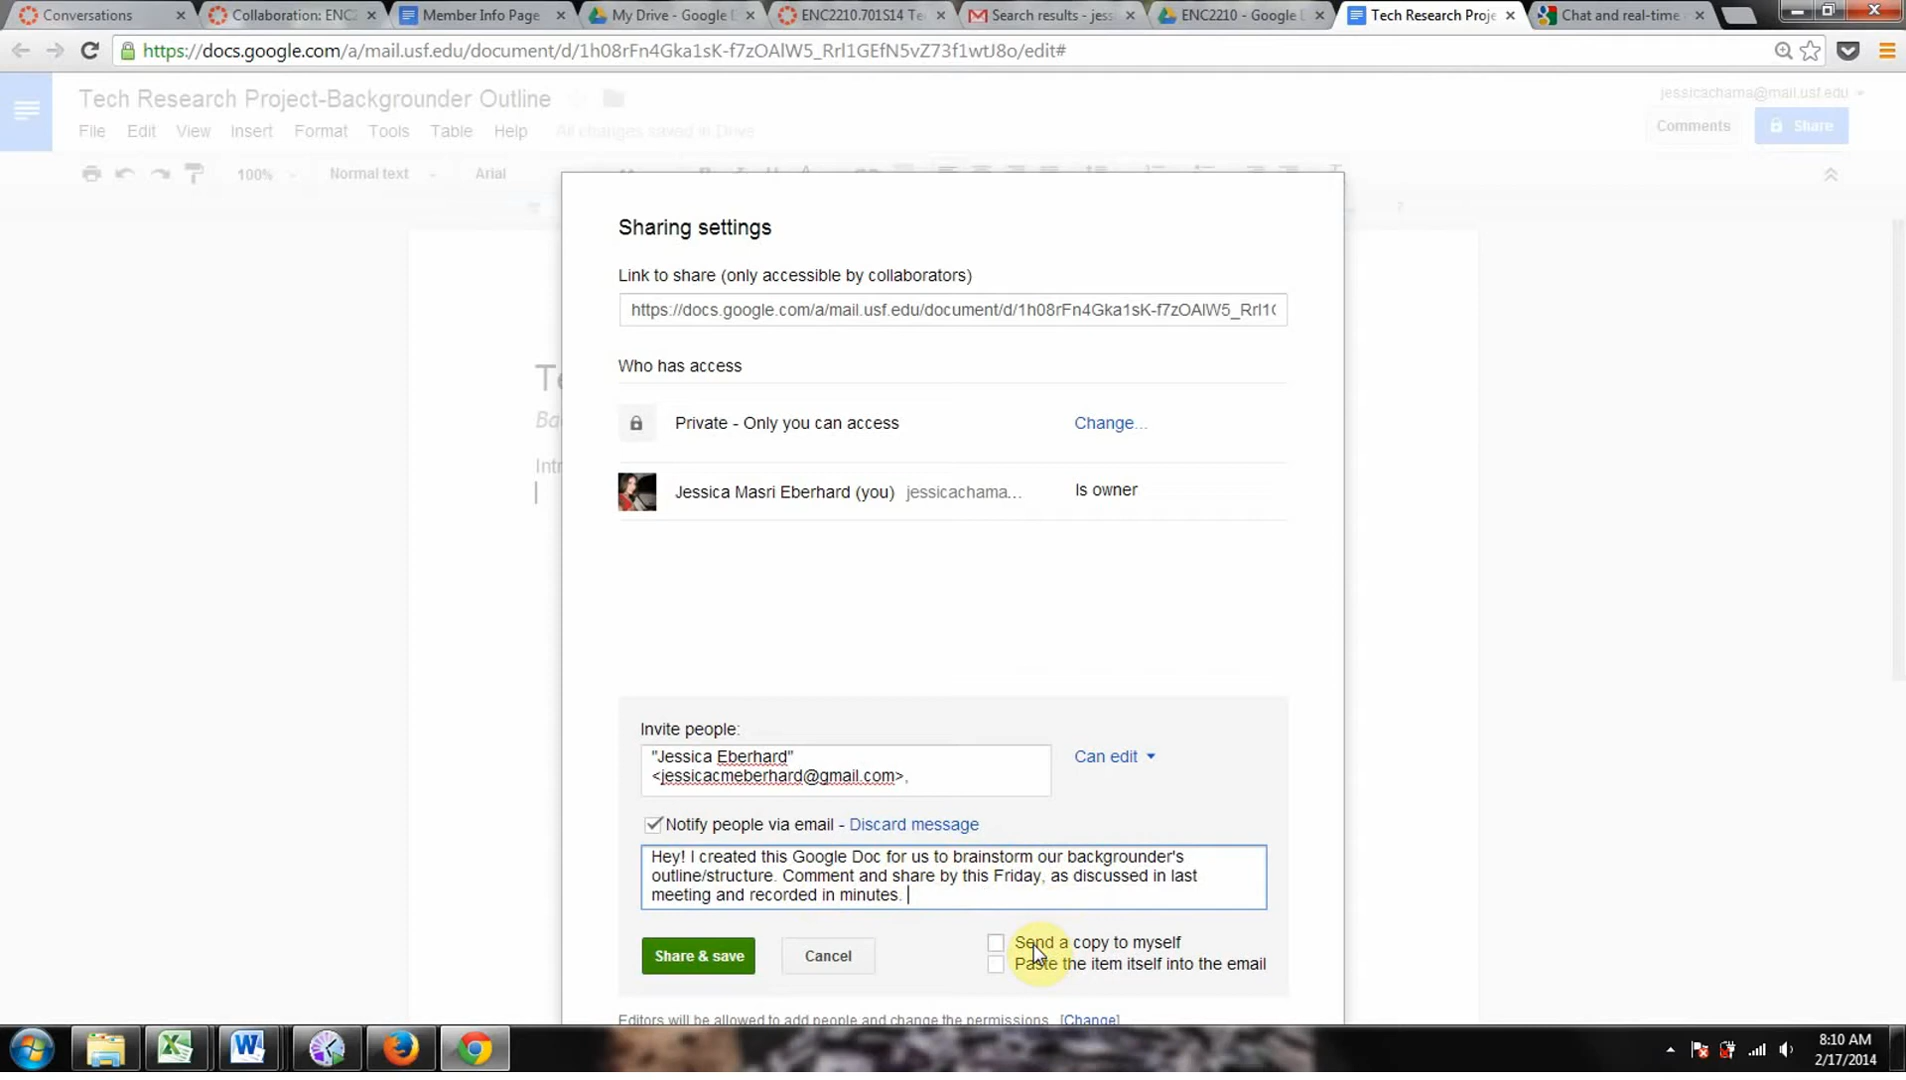 Conversations
Collaboration: ENC2
Member Info Page
My Drive - Google
ENC2210.701S14 Te
Search results - jess
ENC2210 - Google
Tech Research Proj
Chat and real-time
https://docs.google.com/a/mail.usf.edu/document/d/1h08rFn4Gka1sK-f7zOAlW5_Rrl1GEfN5vZ73f1wtJ8o/edit#
Tech Research Project-Backgrounder Outline
jessicachama@mail.usf.edu
File Edit View Insert Format Tools Table Help All changes saved in Drive
Comments
Share
100% Normal text Arial
Sharing settings
Link to share (only accessible by collaborators)
https://docs.google.com/a/mail.usf.edu/document/d/1h08rFn4Gka1sK-f7zOAlW5_Rrl1G
Who has access
Private - Only you can access Change...
Jessica Masri Eberhard (you) jessicachama... Is owner
Te
Ba
Intr
Invite people:
"Jessica Eberhard"
<jessicacmeberhard@gmail.com>,
Can edit
Notify people via email - Discard message
Hey! I created this Google Doc for us to brainstorm our backgrounder's
outline/structure. Comment and share by this Friday, as discussed in last
meeting and recorded in minutes.
Share & save
Cancel
Send a copy to myself
Paste the item itself into the email
Editors will be allowed to add people and change the permissions. [Change]
8:10 AM
2/17/2014